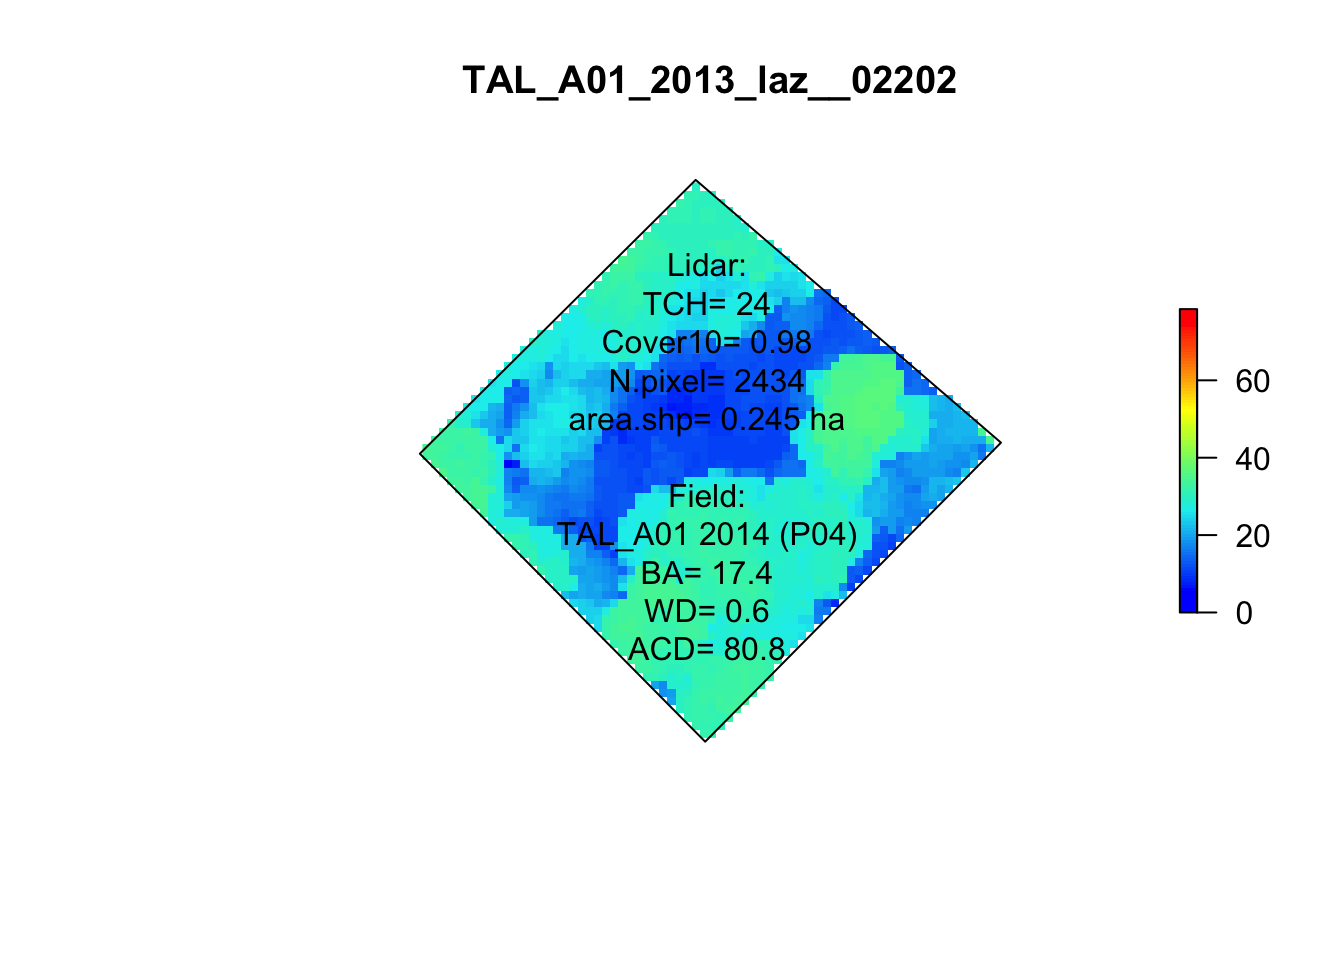 TAL_A01_2013_laz__02202
Lidar:
TCH= 24
Cover10= 0.98
N.pixel= 2434
area.shp= 0.245 ha
Field:
TAL_A01 2014 (P04)
BA= 17.4
WD= 0.6
ACD= 80.8
60
40
20
0